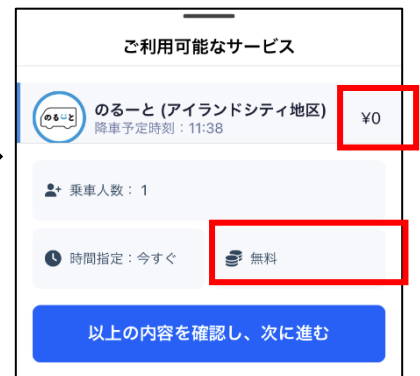 ご利用可能なサービス
のるーと
のるーと (アイランドシティ地区)
¥0
降車予定時刻：11:38
乗車人数： 1
時間指定：今すぐ
無料
以上の内容を確認し、次に進む